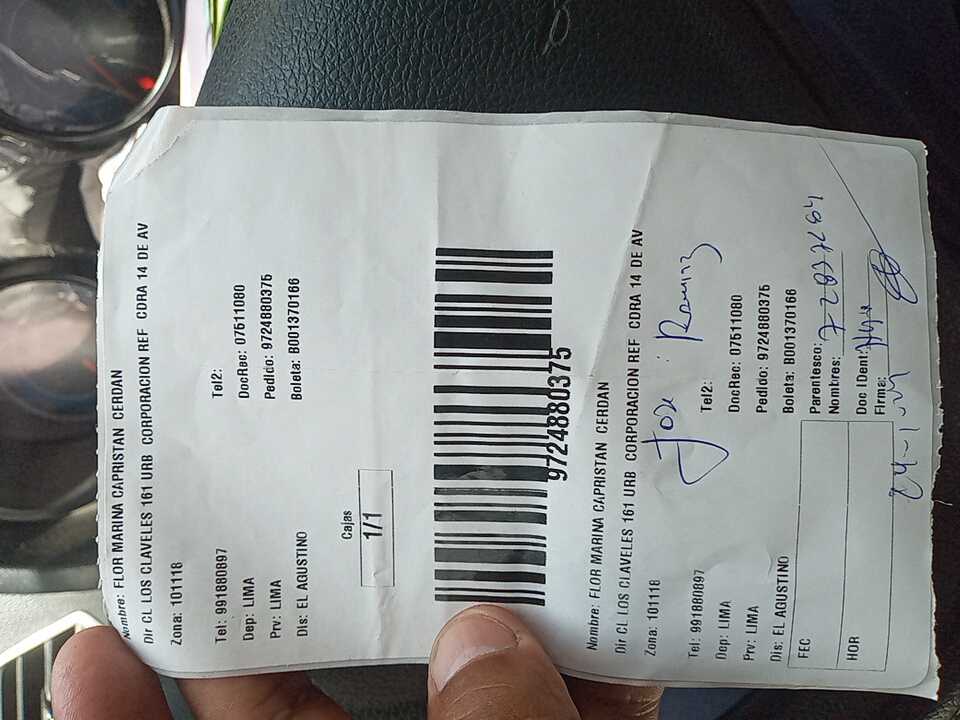 Nombre: FLOR MARINA CAPRISTAN CERDAN
Dir CL LOS CLAVELES 161 URB CORPORACION REF CDRA 14 DE AV
Zona: 101118
Tel: 991880897 Tel2:
Dep: LIMA DocRec: 07511080
Prv: LIMA Pedido: 9724880375
Dis: EL AGUSTINO Boleta: B001370166
Cajas
1/1
9724880375
Nombre: FLOR MARINA CAPRISTAN CERDAN
Dir CL LOS CLAVELES 161 URB CORPORACION REF CDRA 14 DE AV
Zona: 101118
Jose: Ramirez
Tel: 991880897 Tel2:
Dep: LIMA DocRec: 07511080
Prv: LIMA Pedido: 9724880375
Dis: EL AGUSTINO Boleta: B001370166
FEC Parentesco:
Nombres:
HOR Doc IDent:
Firma: